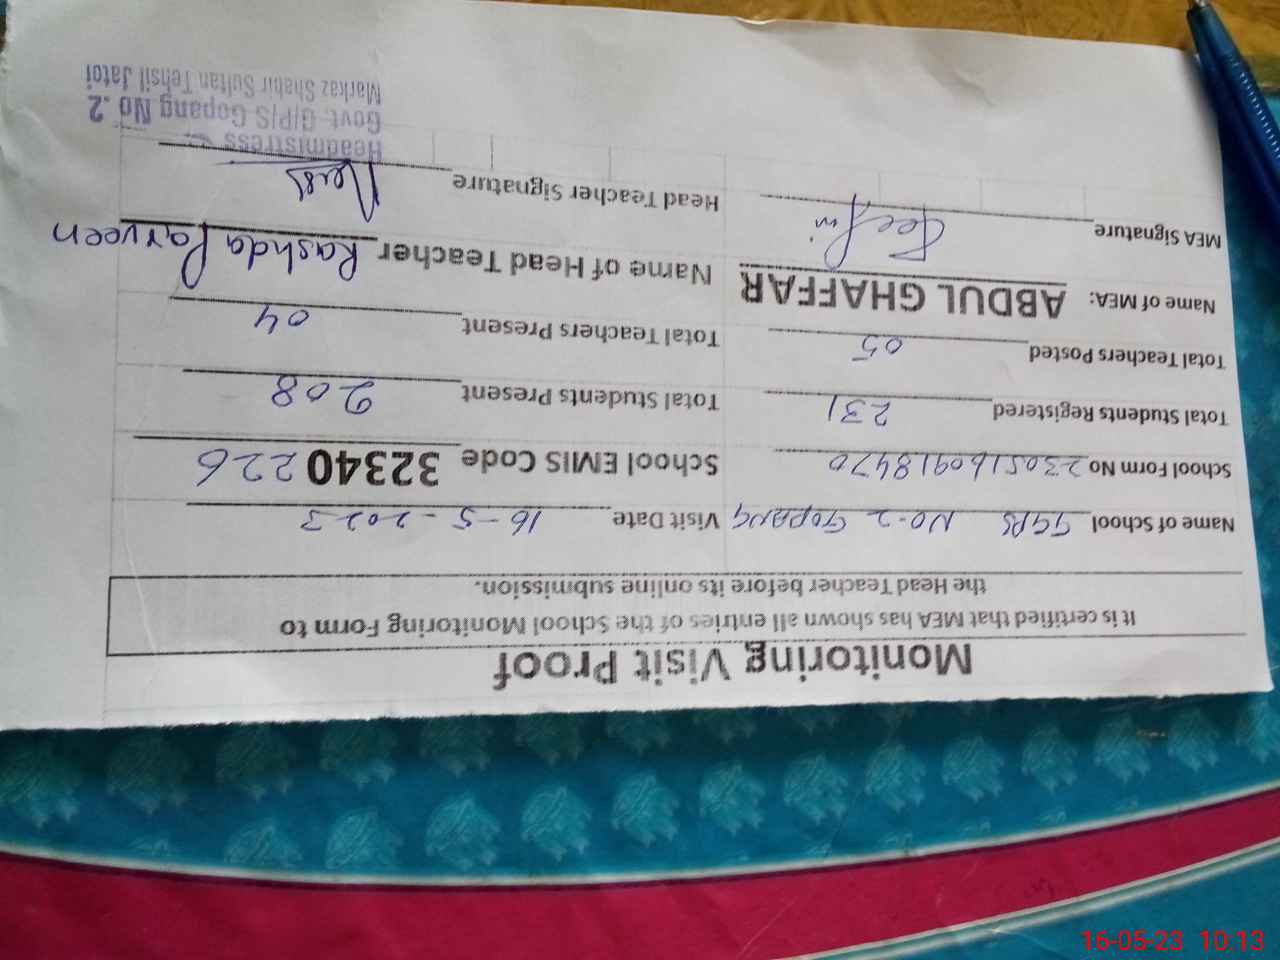 Monitoring Visit Proof
It is certified that MEA has shown all entries of the School Monitoring Form to
the Head Teacher before its online submission.
Name of School GGPS NO-2 GOPANG Visit Date 16-5-2023
School Form No 2305160918470 School EMIS Code 32340226
Total Students Registered 231 Total Students Present 208
Total Teachers Posted 05 Total Teachers Present 04
Name of MEA: ABDUL GHAFFAR Name of Head Teacher Rashda Parveen
MEA Signature Head Teacher Signature
Headmistress
Govt. G/P/S Gopang No.2
Markaz Shabir Sultan Tehsil Jatoi
16-05-23 10:13